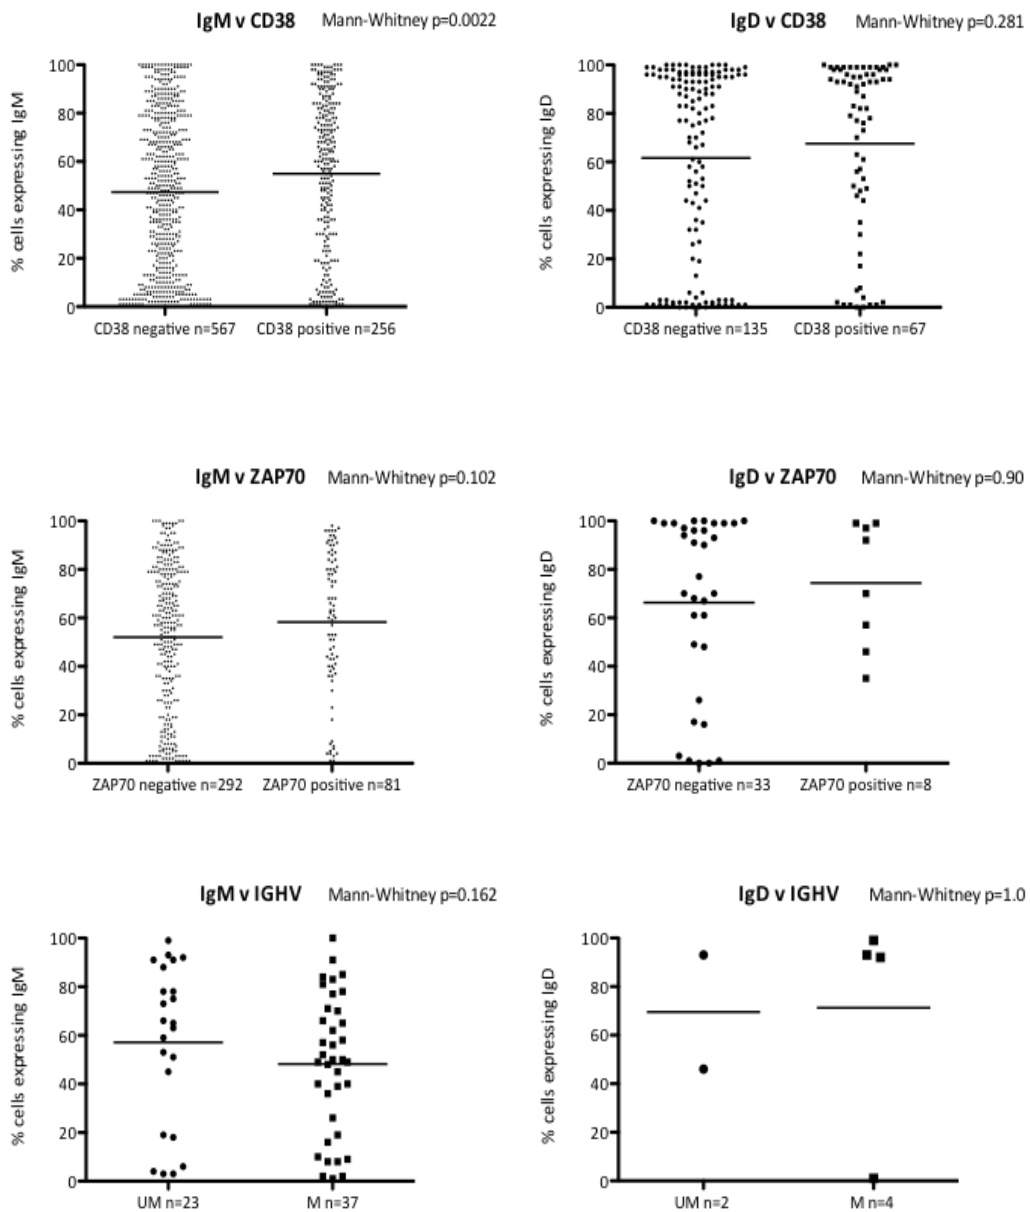 IgM v CD38 Mann-Whitney p=0.0022
% cells expressing IgM
100
80
60
40
20
0
CD38 negative n=567 CD38 positive n=256
IgD v CD38 Mann-Whitney p=0.281
% cells expressing IgD
100
80
60
40
20
0
CD38 negative n=135 CD38 positive n=67
IgM v ZAP70 Mann-Whitney p=0.102
% cells expressing IgM
100
80
60
40
20
0
ZAP70 negative n=292 ZAP70 positive n=81
IgD v ZAP70 Mann-Whitney p=0.90
% cells expressing IgD
100
80
60
40
20
0
ZAP70 negative n=33 ZAP70 positive n=8
IgM v IGHV Mann-Whitney p=0.162
% cells expressing IgM
100
80
60
40
20
0
UM n=23 M n=37
IgD v IGHV Mann-Whitney p=1.0
% cells expressing IgD
100
80
60
40
20
0
UM n=2 M n=4